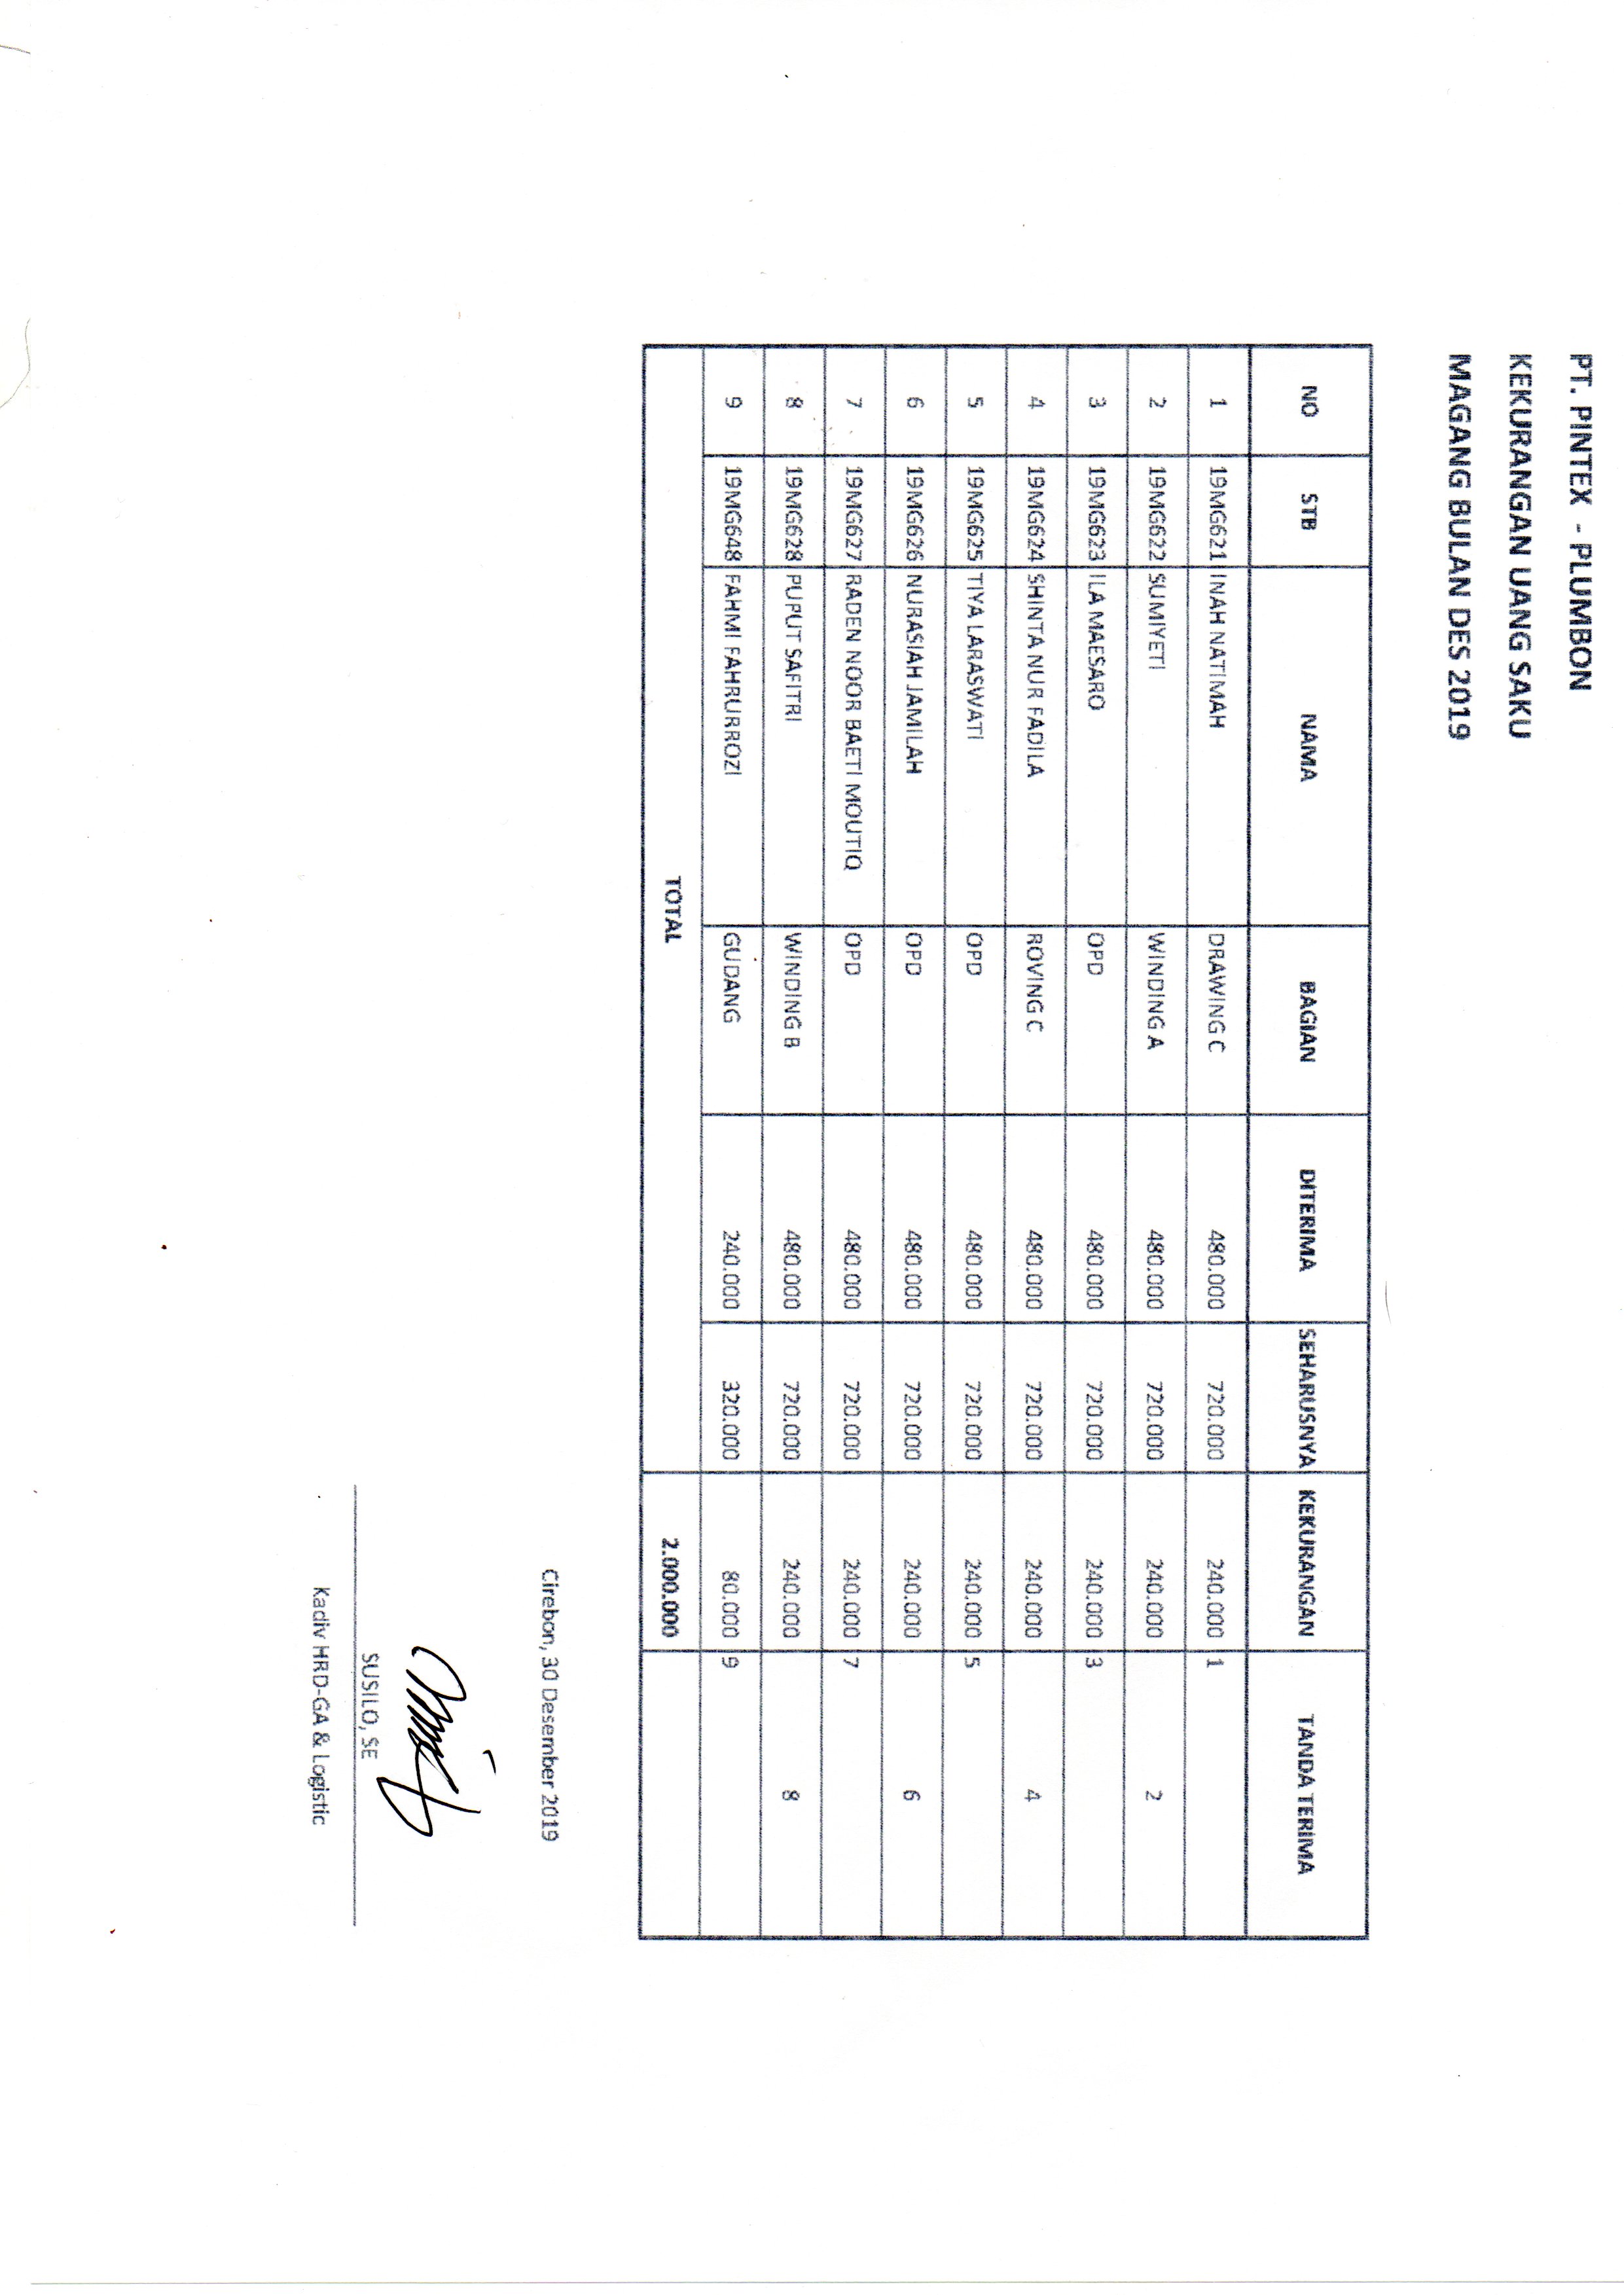 PT. PINTEX - PLUMBON
KEKURANGAN UANG SAKU
MAGANG BULAN DES 2019
NO STB NAMA BAGIAN DITERIMA SEHARUSNYA KEKURANGAN TANDA TERIMA
1 19MG621 INAH NATIMAH DRAWING C 480.000 720.000 240.000 1
2 19MG622 SUMIYETI WINDING A 480.000 720.000 240.000 2
3 19MG623 ILA MAESARO OPD 480.000 720.000 240.000 3
4 19MG624 SHINTA NUR FADILA ROVING C 480.000 720.000 240.000 4
5 19MG625 TIYA LARASWATI OPD 480.000 720.000 240.000 5
6 19MG626 NURASIAH JAMILAH OPD 480.000 720.000 240.000 6
7 19MG627 RADEN NOOR BAETI MOUTIQ OPD 480.000 720.000 240.000 7
8 19MG628 PUPUT SAFITRI WINDING B 480.000 720.000 240.000 8
9 19MG648 FAHMI FAHRURROZI GUDANG 240.000 320.000 80.000 9
TOTAL 2.000.000
Cirebon, 30 Desember 2019
SUSILO, SE
Kadiv HRD-GA & Logistic